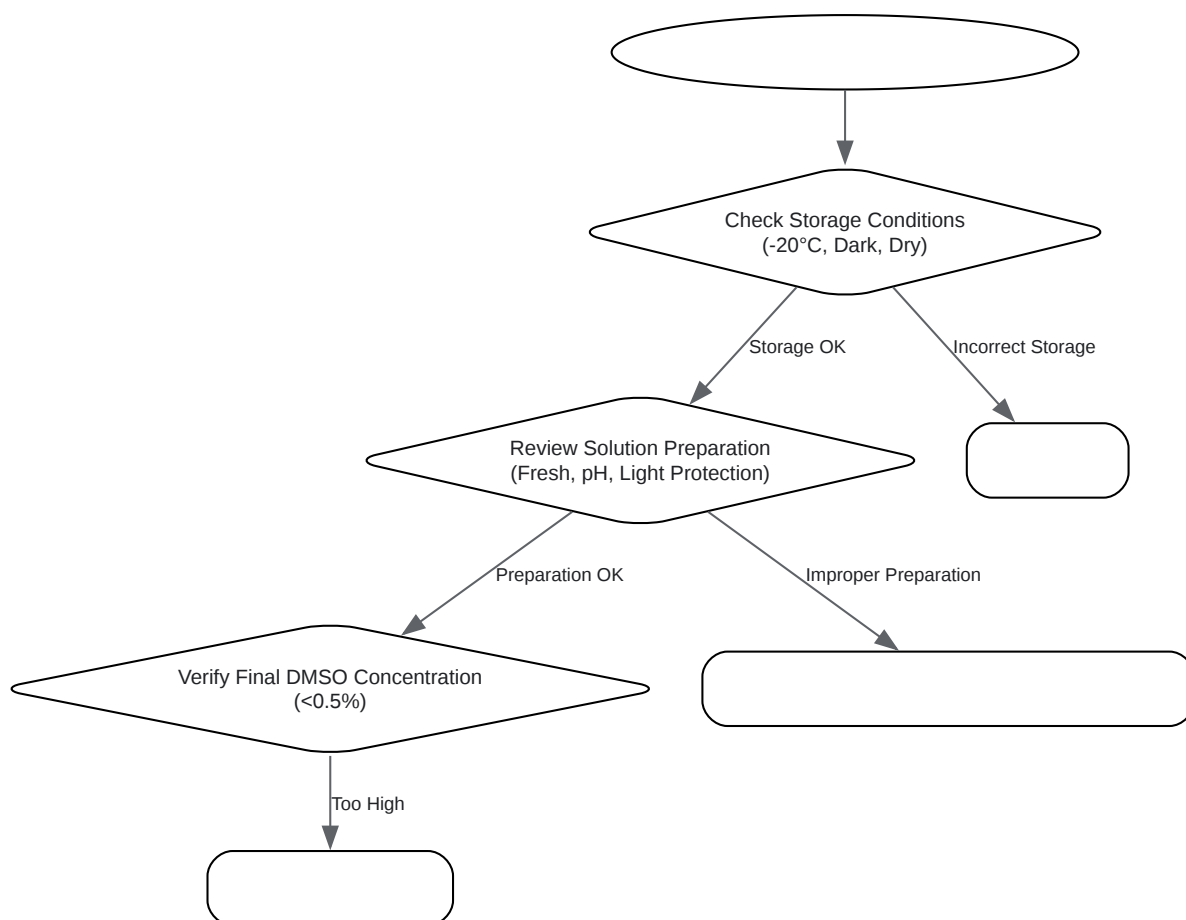 Check Storage Conditions
(-20°C, Dark, Dry)
Storage OK
Incorrect Storage
Review Solution Preparation
(Fresh, pH, Light Protection)
Preparation OK
Improper Preparation
Verify Final DMSO Concentration
(<0.5%)
Too High